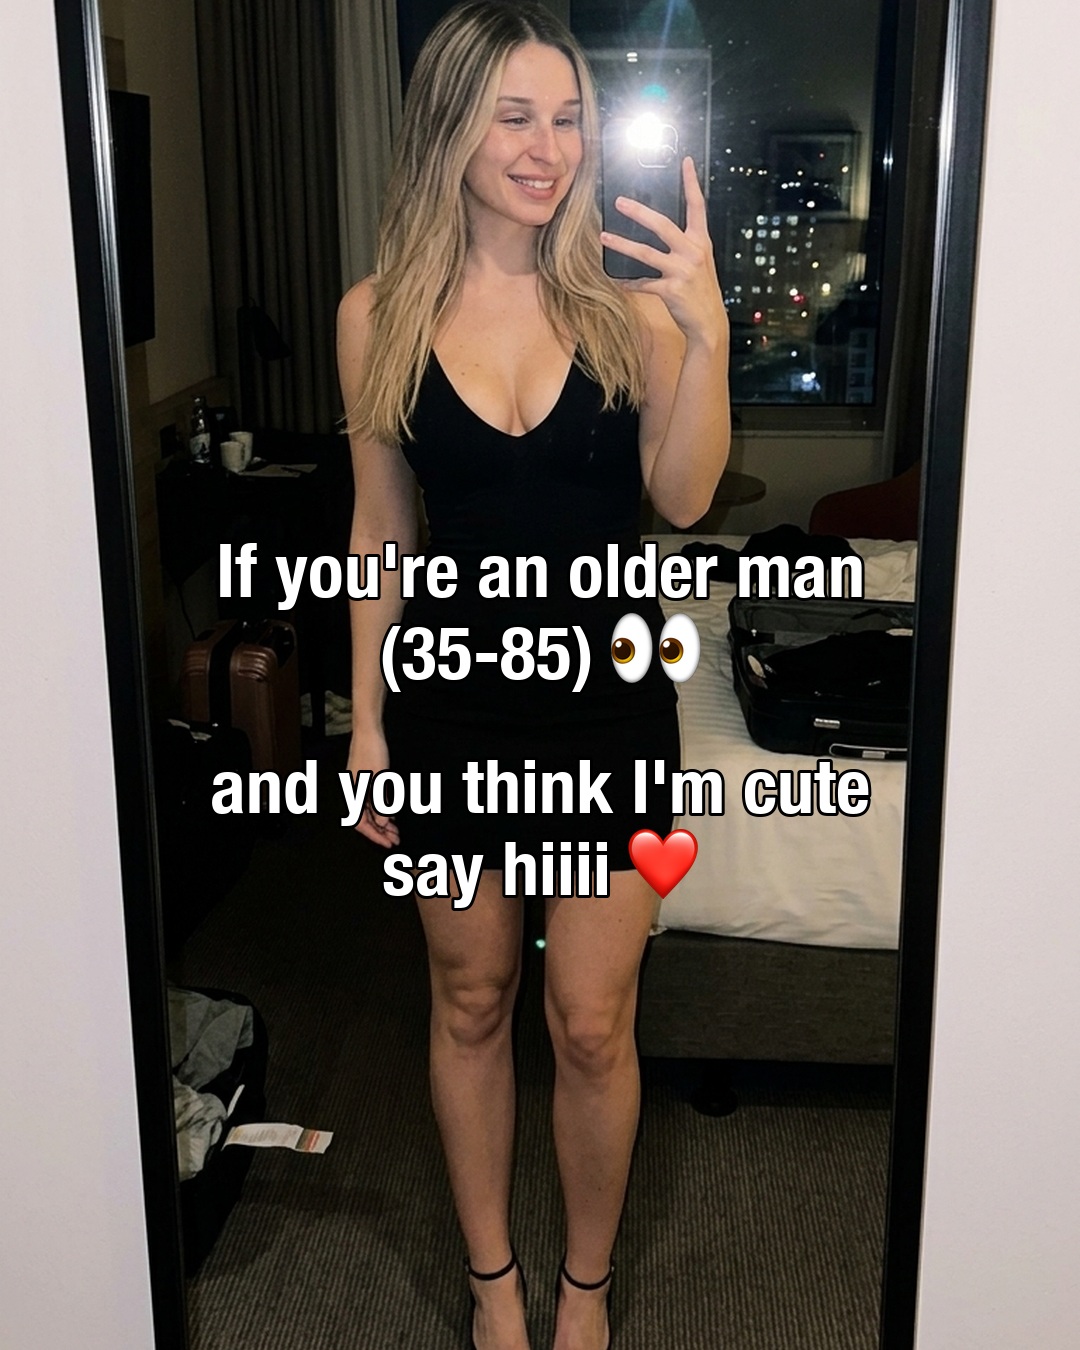 If you're an older man
(35-85) 👀
and you think I'm cute
say hiiii ❤️